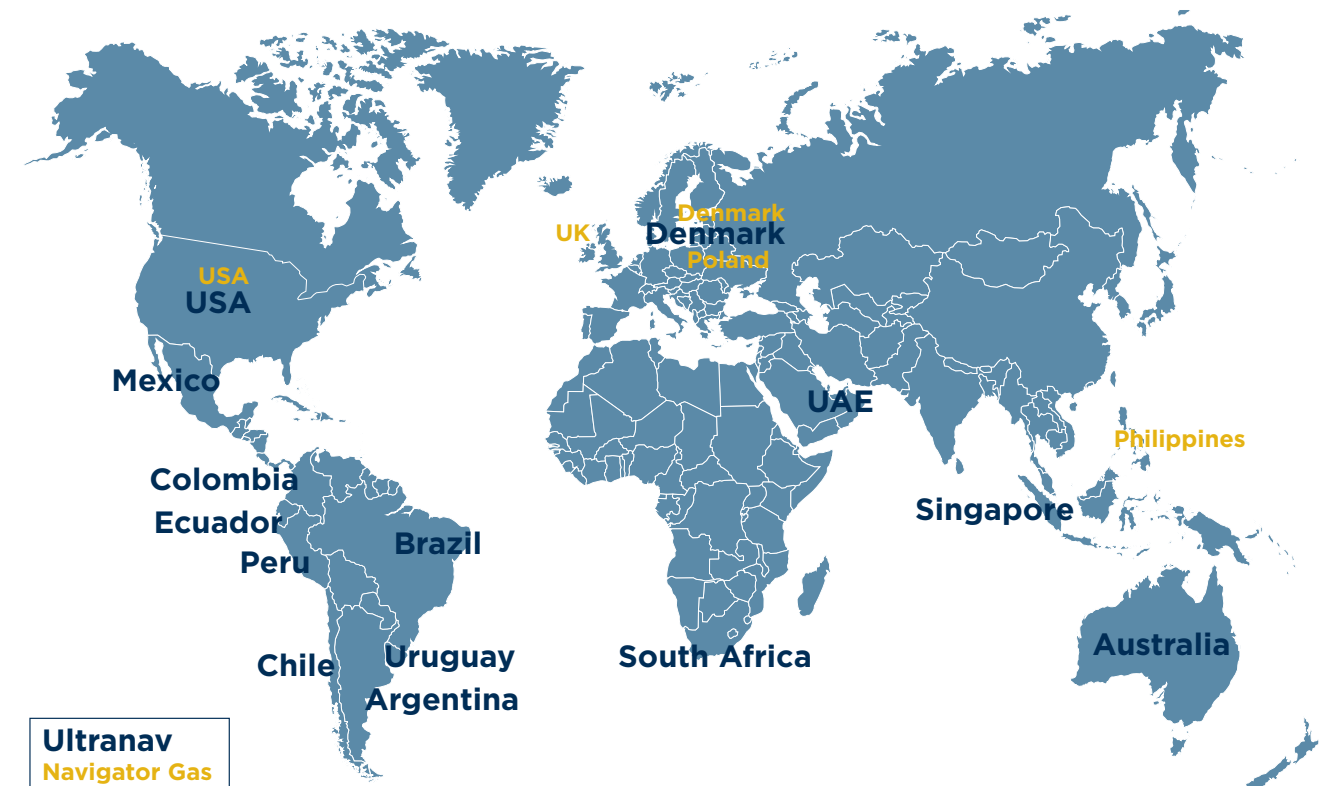 Denmark
UK
Denmark
Poland
USA
USA
Mexico
UAE
Philippines
Colombia
Singapore
Ecuador
Brazil
Peru
Australia
Uruguay
South Africa
Chile
Argentina
Ultranav
Navigator Gas